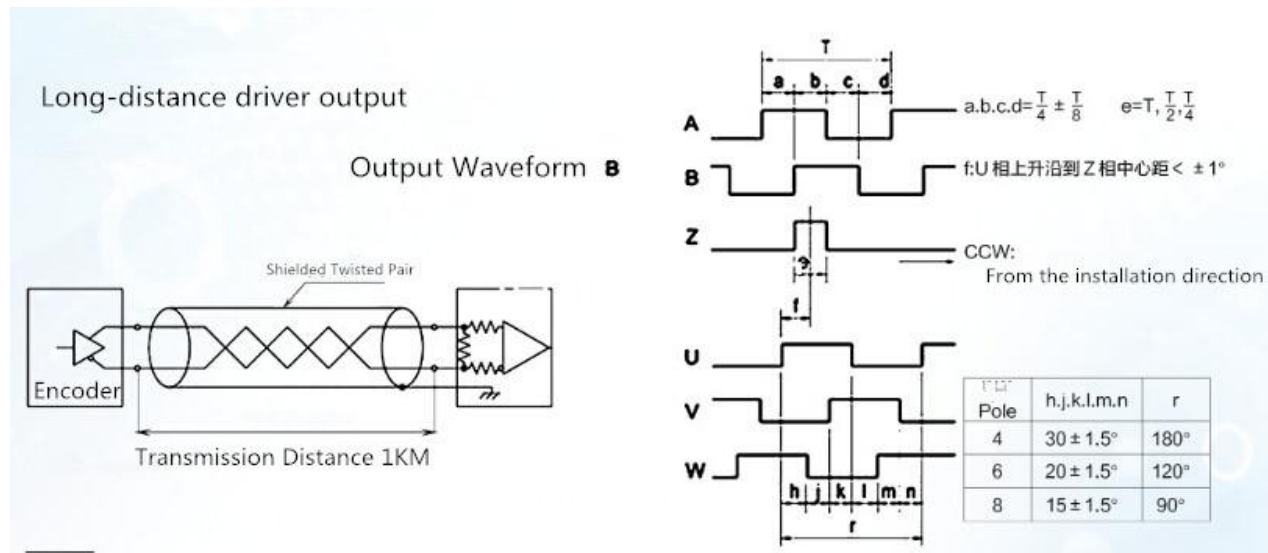 Long-distance driver output
Output Waveform B
Shielded Twisted Pair
Encoder
Transmission Distance 1KM
T
a b c d
A
a.b.c.d=T/4 ± T/8 e=T, T/2, T/4
B
f:U 相上升沿到 Z 相中心距< ±1°
Z
CCW:
From the installation direction
f
U
V
W
h j k l m n
r
Pole h.j.k.l.m.n r
4 30±1.5° 180°
6 20±1.5° 120°
8 15±1.5° 90°